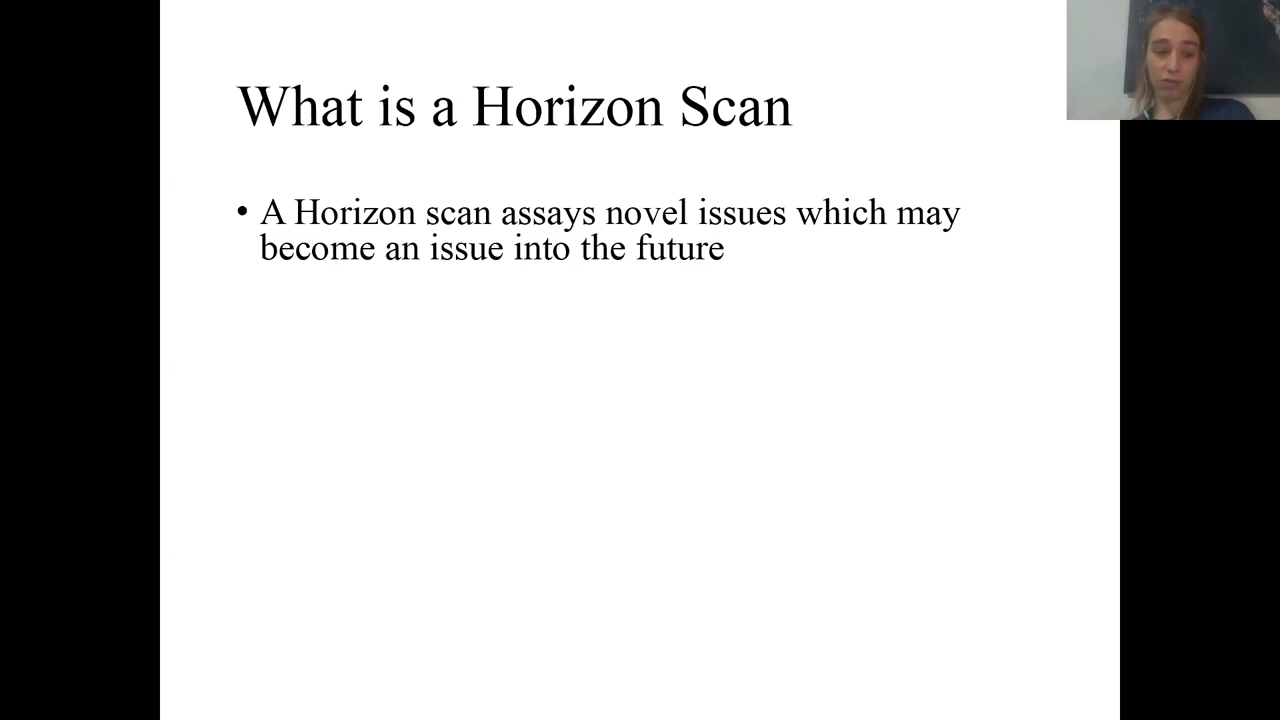 What is a Horizon Scan
• A Horizon scan assays novel issues which may
become an issue into the future